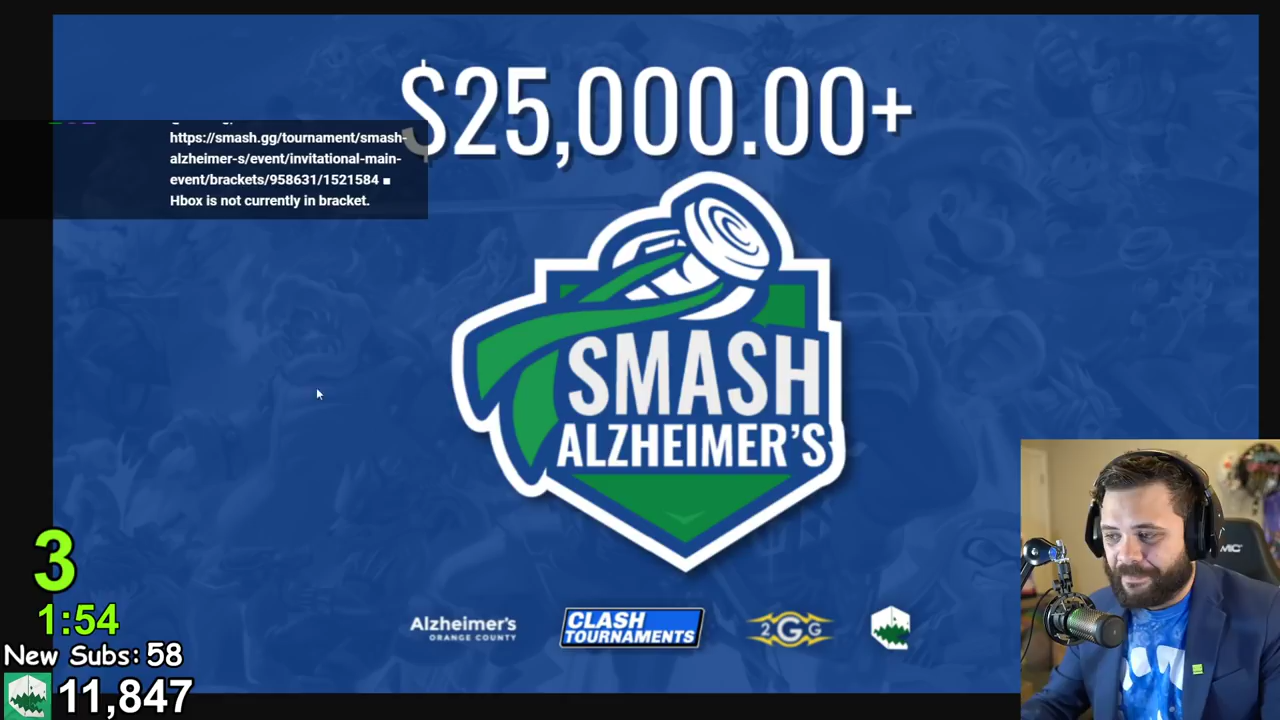 $25,000.00+
https://smash.gg/tournament/smash-
alzheimer-s/event/invitational-main-
event/brackets/958631/1521584 ■
Hbox is not currently in bracket.
SMASH
ALZHEIMER'S
3
1:54
New Subs: 58
11,847
Alzheimer's
ORANGE COUNTY
CLASH
TOURNAMENTS
2GG